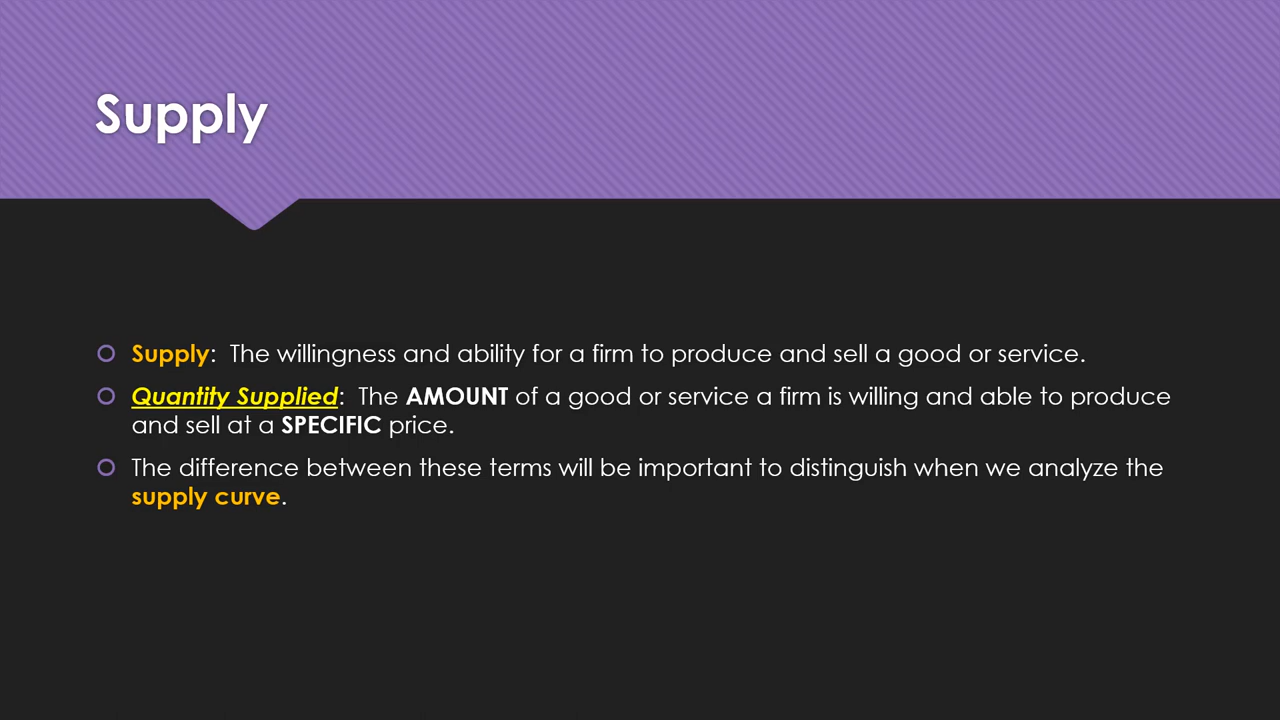 Supply
Supply:  The willingness and ability for a firm to produce and sell a good or service.
Quantity Supplied:  The AMOUNT of a good or service a firm is willing and able to produce
and sell at a SPECIFIC price.
The difference between these terms will be important to distinguish when we analyze the
supply curve.